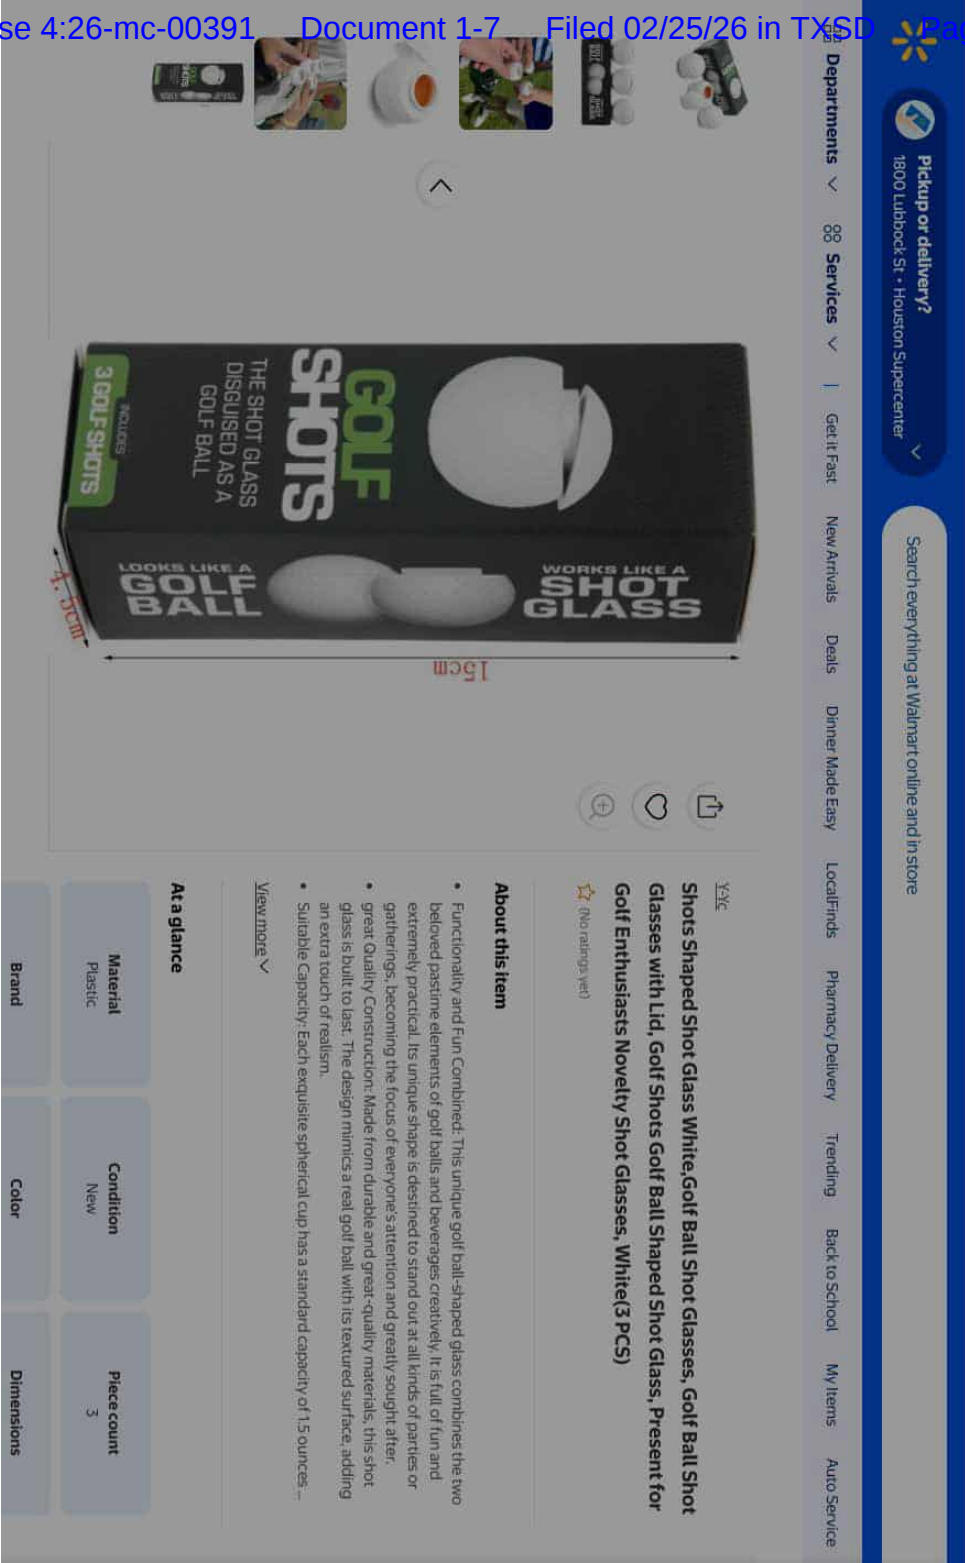 se 4:26-mc-00391 Document 1-7 Filed 02/25/26 in TXSD Pag
Pickup or delivery?
1800 Lubbock St • Houston Supercenter
Search everything at Walmart online and in store
Departments
Services
Get it Fast
New Arrivals
Deals
Dinner Made Easy
LocalFinds
Pharmacy Delivery
Trending
Back to School
My Items
Auto Service
GOLF
SHOTS
THE SHOT GLASS
DISGUISED AS A
GOLF BALL
INCLUDES
3 GOLF SHOTS
LOOKS LIKE A
GOLF
BALL
WORKS LIKE A
SHOT
GLASS
4.5cm
15cm
Y-Yc
Shots Shaped Shot Glass White,Golf Ball Shot Glasses, Golf Ball Shot
Glasses with Lid, Golf Shots Golf Ball Shaped Shot Glass, Present for
Golf Enthusiasts Novelty Shot Glasses, White(3 PCS)
(No ratings yet)
About this item
• Functionality and Fun Combined: This unique golf ball-shaped glass combines the two
beloved pastime elements of golf balls and beverages creatively. It is full of fun and
extremely practical. Its unique shape is destined to stand out at all kinds of parties or
gatherings, becoming the focus of everyone's attention and greatly sought after.
• great Quality Construction: Made from durable and great-quality materials, this shot
glass is built to last. The design mimics a real golf ball with its textured surface, adding
an extra touch of realism.
• Suitable Capacity: Each exquisite spherical cup has a standard capacity of 1.5 ounces ...
View more
At a glance
Material
Plastic
Condition
New
Piece count
3
Brand
Color
Dimensions